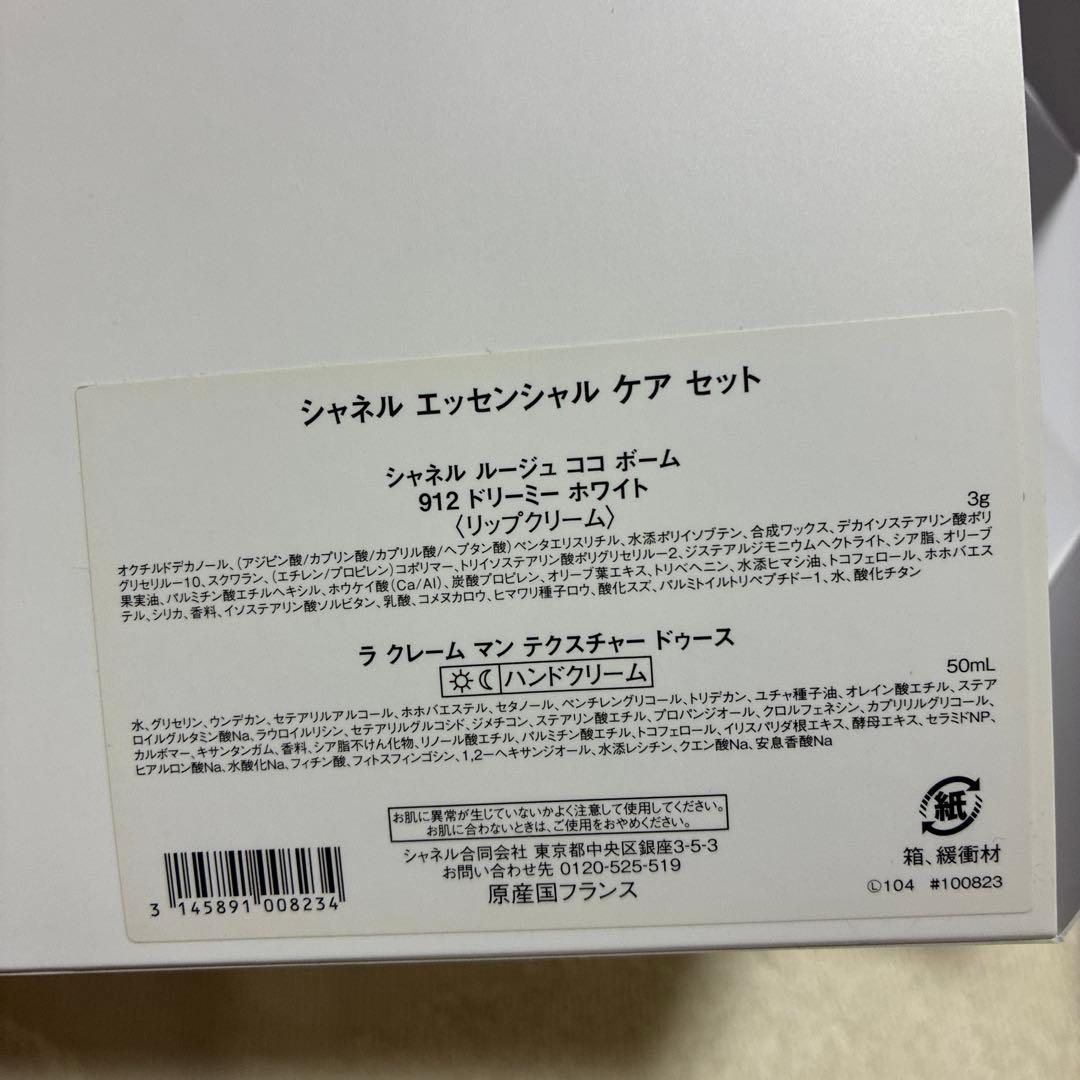 シャネル エッセンシャル ケア セット
シャネル ルージュ ココ ボーム
912 ドリーミー ホワイト
〈リップクリーム〉
3g
オクチルドデカノール、(アジピン酸/カプリン酸/カプリル酸/ヘプタン酸)ペンタエリスリチル、水添ポリイソブテン、合成ワックス、デカイソステアリン酸ポリ
グリセリル－10、スクワラン、(エチレン/プロピレン)コポリマー、トリイソステアリン酸ポリグリセリル－2、ジステアルジモニウムヘクトライト、シア脂、オリーブ
果実油、パルミチン酸エチルヘキシル、ホウケイ酸(Ca/Al)、炭酸プロピレン、オリーブ葉エキス、トリベヘニン、水添ヒマシ油、トコフェロール、ホホバエス
テル、シリカ、香料、イソステアリン酸ソルビタン、乳酸、コメヌカロウ、ヒマワリ種子ロウ、酸化スズ、パルミトイルトリペプチド－1、水、酸化チタン
ラ クレーム マン テクスチャー ドゥース
ハンドクリーム
50mL
水、グリセリン、ウンデカン、セテアリルアルコール、ホホバエステル、セタノール、ペンチレングリコール、トリデカン、ユチャ種子油、オレイン酸エチル、ステア
ロイルグルタミン酸Na、ラウロイルリシン、セテアリルグルコシド、ジメチコン、ステアリン酸エチル、プロパンジオール、クロルフェネシン、カプリリルグリコール、
カルボマー、キサンタンガム、香料、シア脂不けん化物、リノール酸エチル、パルミチン酸エチル、トコフェロール、イリスパリダ根エキス、酵母エキス、セラミドNP、
ヒアルロン酸Na、水酸化Na、フィチン酸、フィトスフィンゴシン、1,2－ヘキサンジオール、水添レシチン、クエン酸Na、安息香酸Na
お肌に異常が生じていないかよく注意して使用してください。
お肌に合わないときは、ご使用をおやめください。
シャネル合同会社 東京都中央区銀座3-5-3
お問い合わせ先 0120-525-519
原産国フランス
3 145891 008234
紙
箱、緩衝材
Ⓛ104 #100823